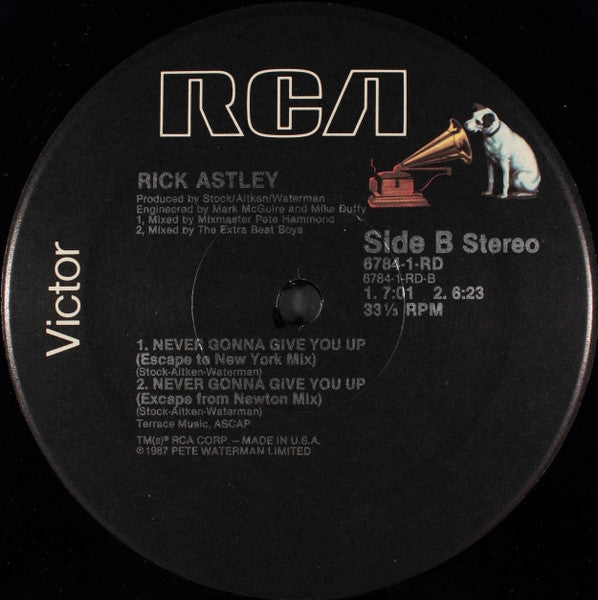 RCA
RICK ASTLEY
Produced by Stock/Aitken/Waterman
Engineered by Mark McGuire and Mike Duffy
1, Mixed by Mixmaster Pete Hammond
2, Mixed by The Extra Beat Boys
Victor
Side B Stereo
6784-1-RD
6784-1-RD-B
1. 7:01 2. 6:23
33⅓ RPM
1. NEVER GONNA GIVE YOU UP
(Escape to New York Mix)
(Stock-Aitken-Waterman)
2. NEVER GONNA GIVE YOU UP
(Excape from Newton Mix)
(Stock-Aitken-Waterman)
Terrace Music, ASCAP
TM(s)® RCA CORP. – MADE IN U.S.A.
℗1987 PETE WATERMAN LIMITED